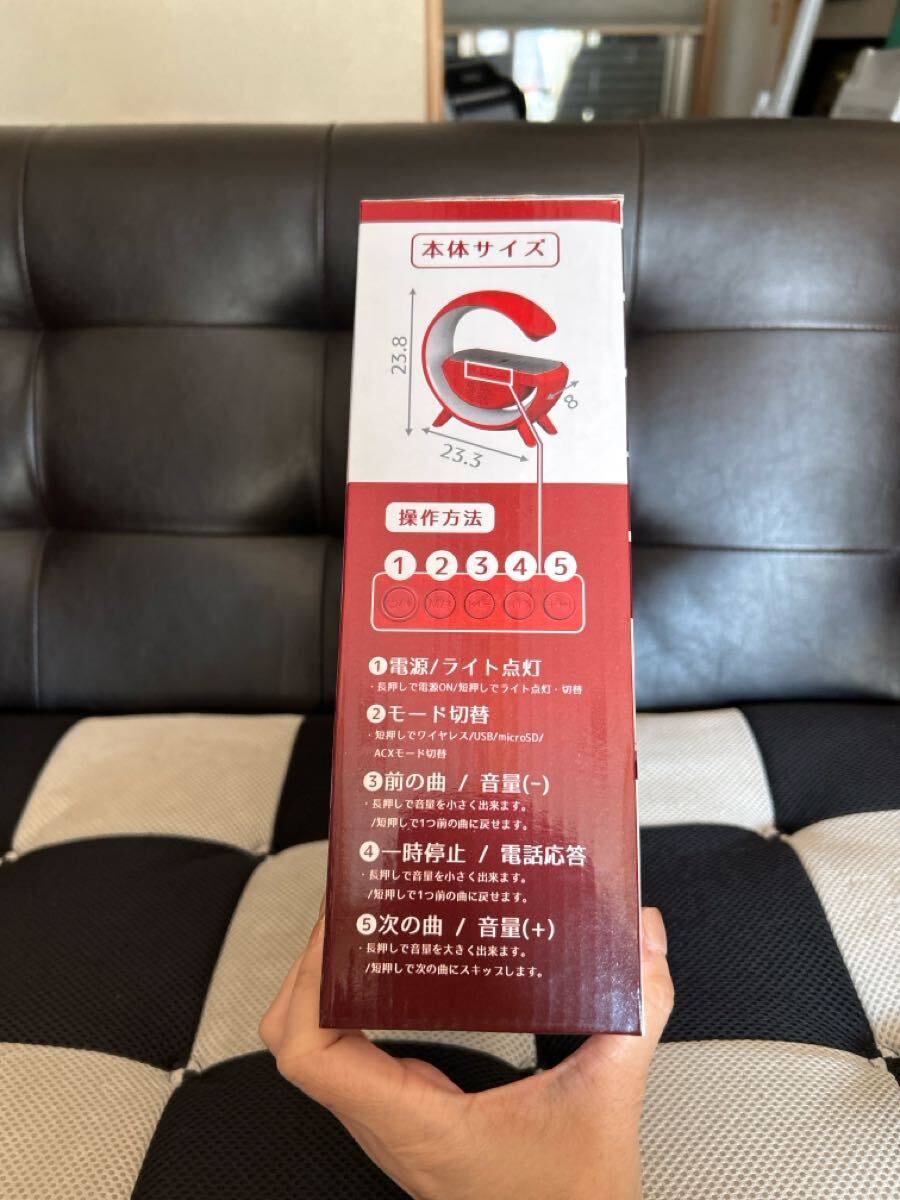 本体サイズ
23.8
8
23.3
操作方法
1 2 3 4 5
1電源/ライト点灯
・長押しで電源ON/短押しでライト点灯・切替
2モード切替
・短押しでワイヤレス/USB/microSD/
ACXモード切替
3前の曲 / 音量(-)
・長押しで音量を小さく出来ます。
/短押しで1つ前の曲に戻せます。
4一時停止 / 電話応答
・長押しで音量を小さく出来ます。
/短押しで1つ前の曲に戻せます。
5次の曲 / 音量(+)
・長押しで音量を大きく出来ます。
/短押しで次の曲にスキップします。